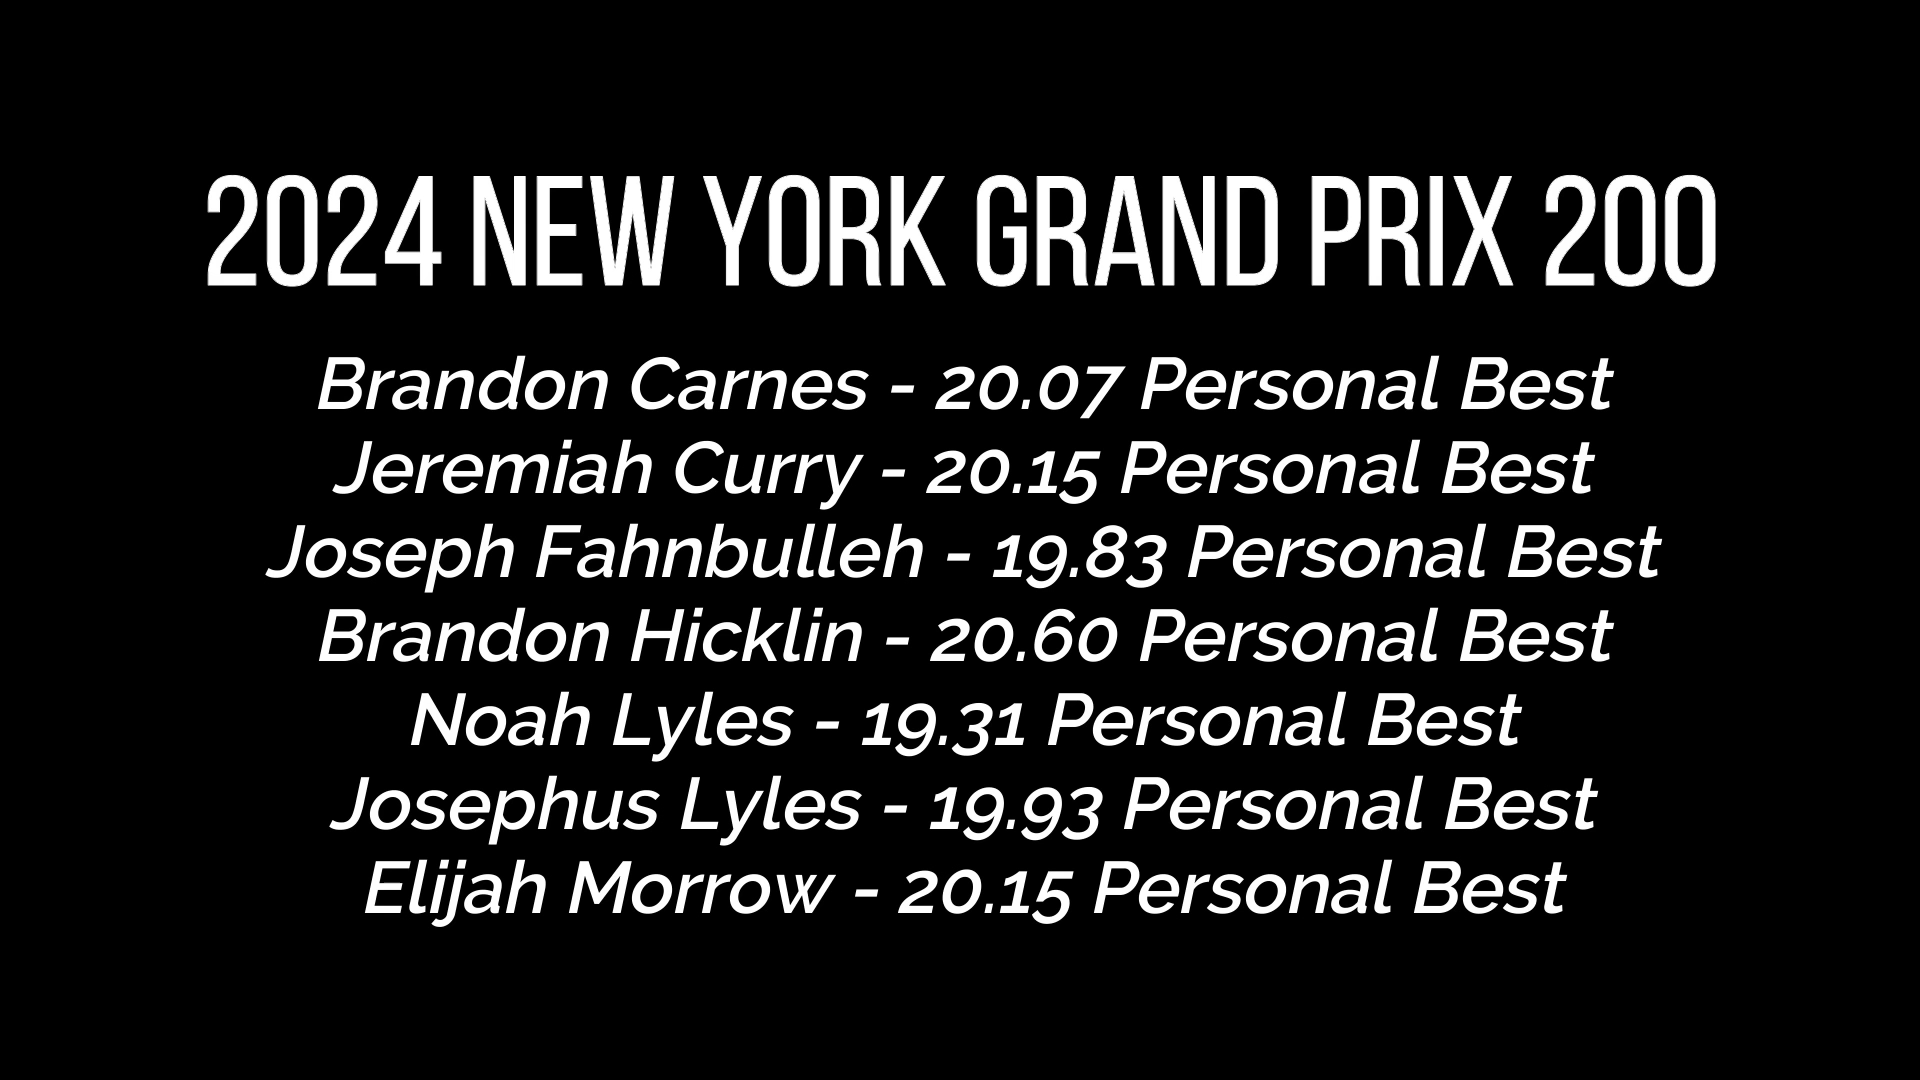 2024 NEW YORK GRAND PRIX 200
Brandon Carnes - 20.07 Personal Best
Jeremiah Curry - 20.15 Personal Best
Joseph Fahnbulleh - 19.83 Personal Best
Brandon Hicklin - 20.60 Personal Best
Noah Lyles - 19.31 Personal Best
Josephus Lyles - 19.93 Personal Best
Elijah Morrow - 20.15 Personal Best